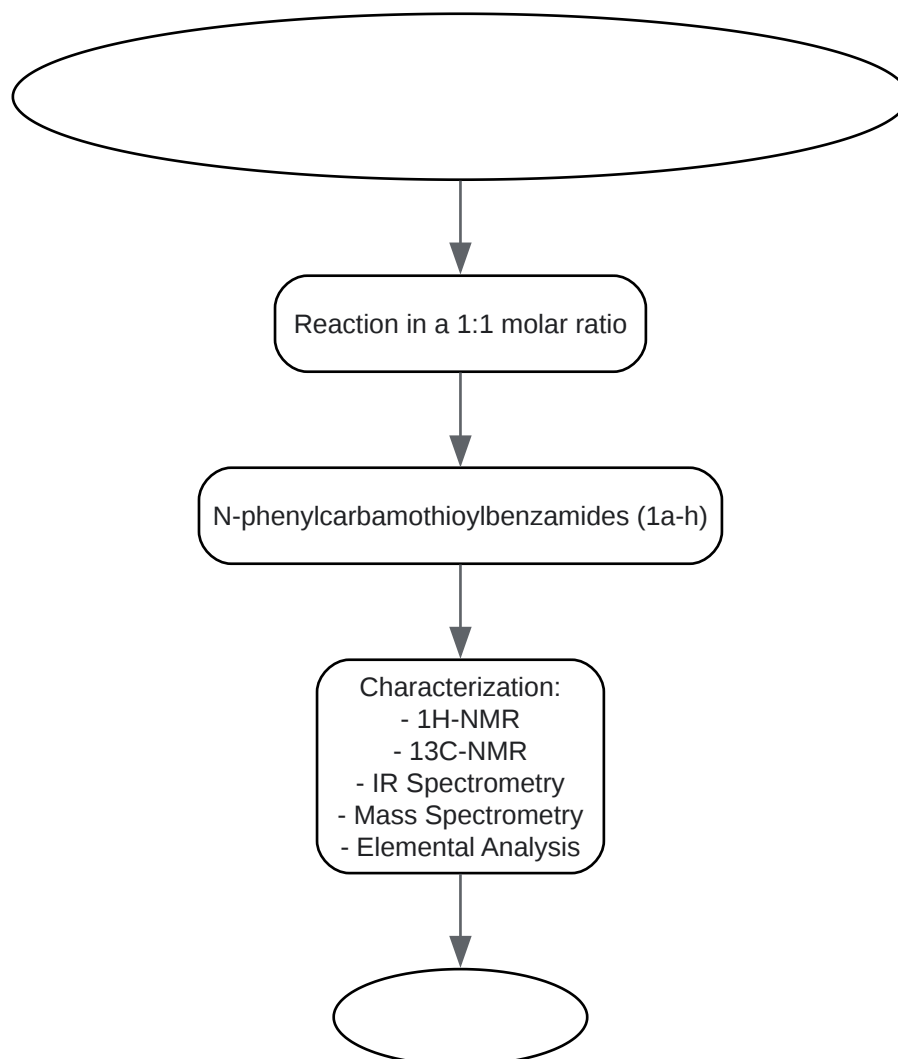 Reaction in a 1:1 molar ratio
N-phenylcarbamothioylbenzamides (1a-h)
Characterization:
- 1H-NMR
- 13C-NMR
- IR Spectrometry
- Mass Spectrometry
- Elemental Analysis